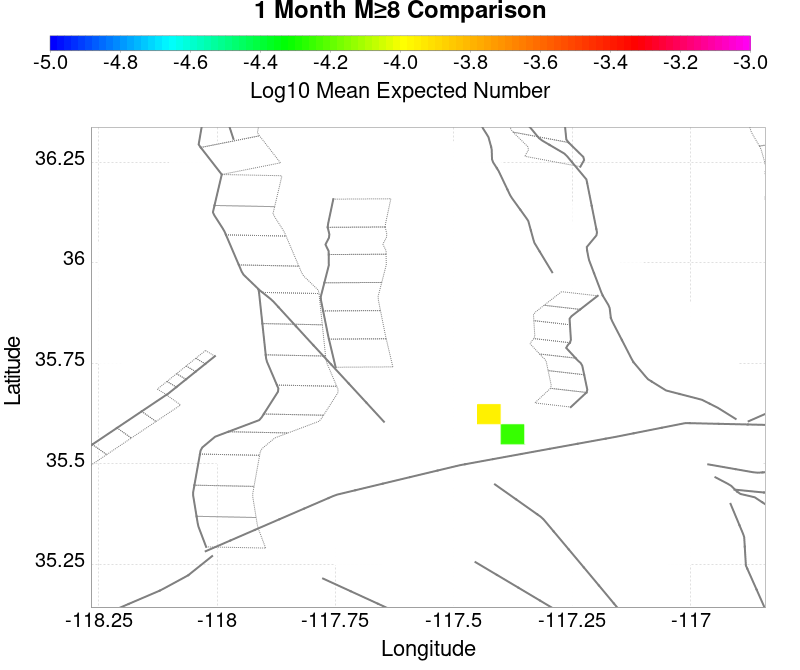 1 Month M≥8 Comparison
-5.0 -4.8 -4.6 -4.4 -4.2 -4.0 -3.8 -3.6 -3.4 -3.2 -3.0
Log10 Mean Expected Number
36.25
36
35.75
35.5
35.25
Latitude
-118.25 -118 -117.75 -117.5 -117.25 -117
Longitude